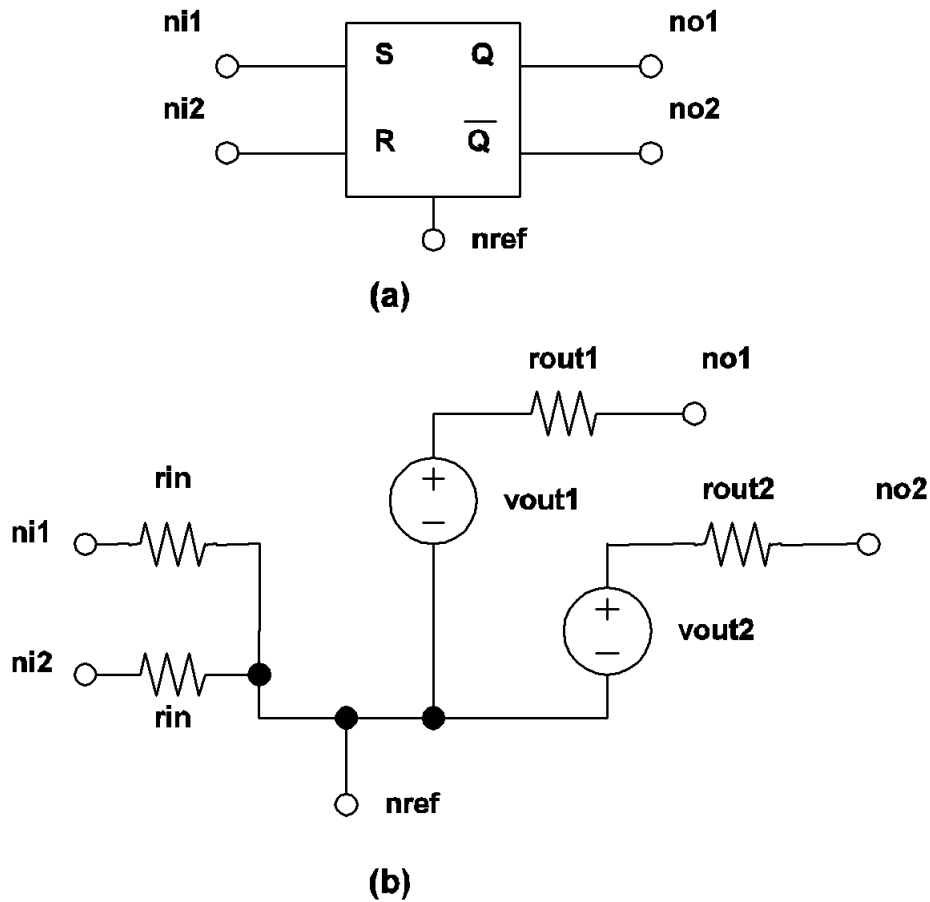 ni1
no1
S Q
ni2
no2
R Q̅
nref
(a)
rout1
no1
rin
+
rout2
no2
ni1
vout1
−
+
ni2
vout2
−
rin
nref
(b)